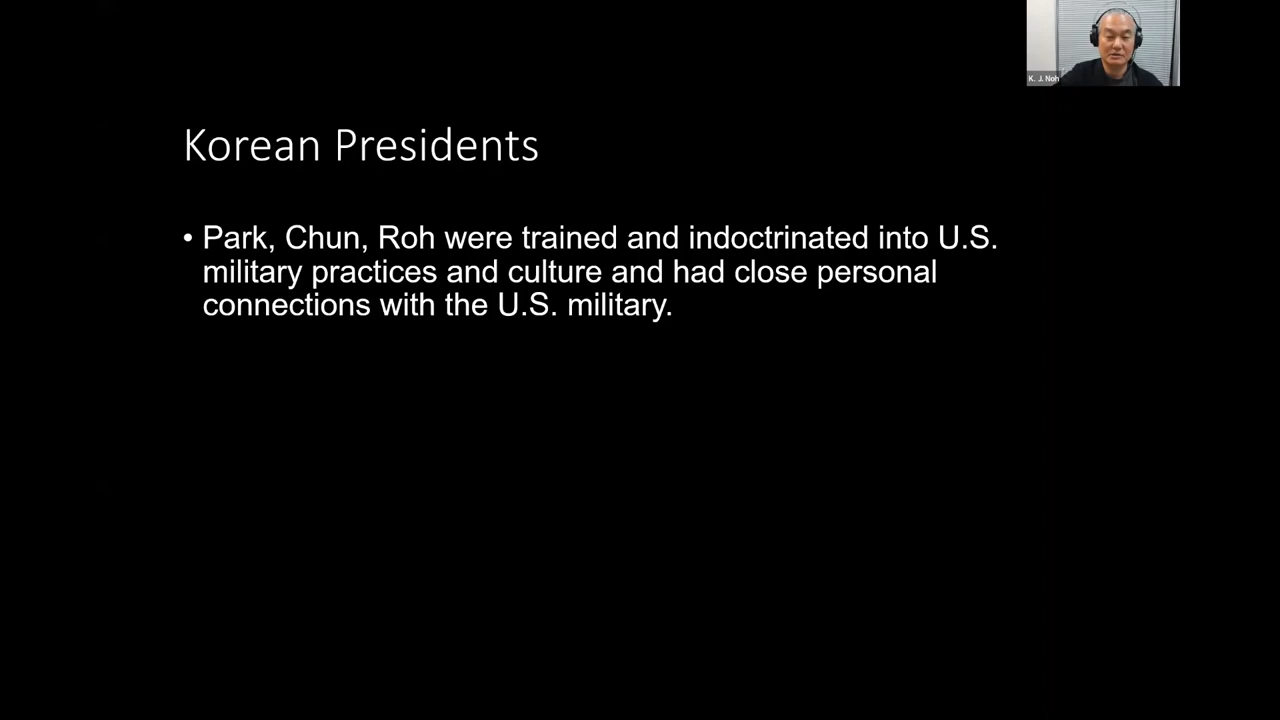 K. J. Noh
Korean Presidents
• Park, Chun, Roh were trained and indoctrinated into U.S.
military practices and culture and had close personal
connections with the U.S. military.